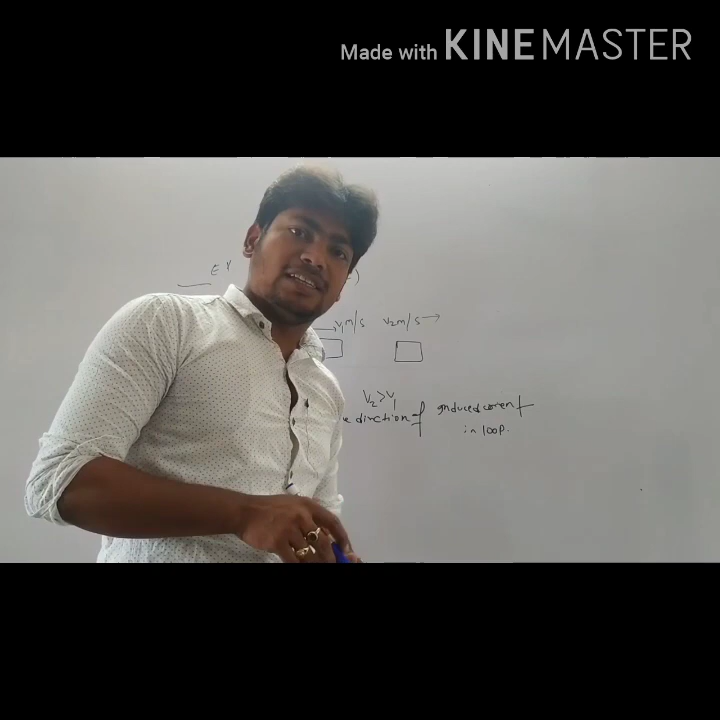 Made with KINEMASTER
V₁m/s V₂m/s
V₂>V₁
direction of Induced current
in loop.